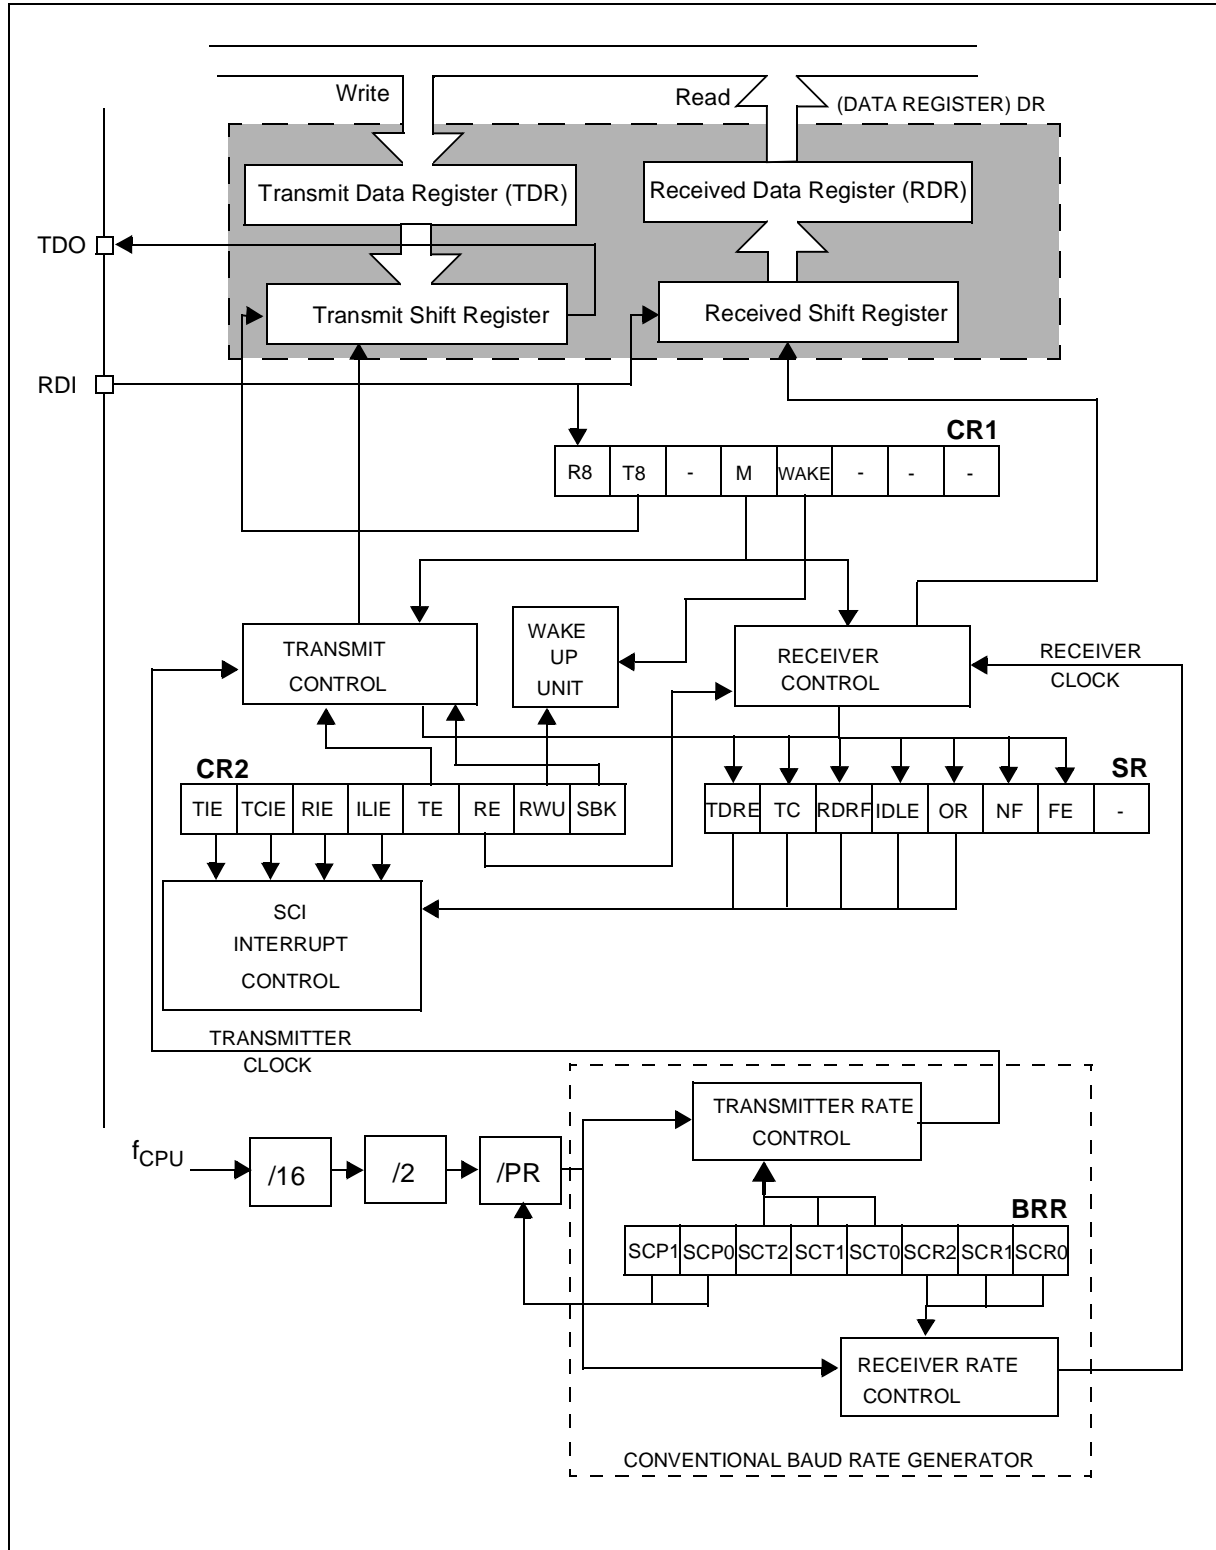 Write
Read
(DATA REGISTER) DR
Transmit Data Register (TDR)
Received Data Register (RDR)
TDO
Transmit Shift Register
Received Shift Register
RDI
CR1
R8 T8 - M WAKE - - -
TRANSMIT
CONTROL
WAKE
UP
UNIT
RECEIVER
CONTROL
RECEIVER
CLOCK
CR2
SR
TIE TCIE RIE ILIE TE RE RWU SBK
TDRE TC RDRF IDLE OR NF FE -
SCI
INTERRUPT
CONTROL
TRANSMITTER
CLOCK
TRANSMITTER RATE
CONTROL
fCPU
/16
/2
/PR
BRR
SCP1 SCP0 SCT2 SCT1 SCT0 SCR2 SCR1 SCR0
RECEIVER RATE
CONTROL
CONVENTIONAL BAUD RATE GENERATOR